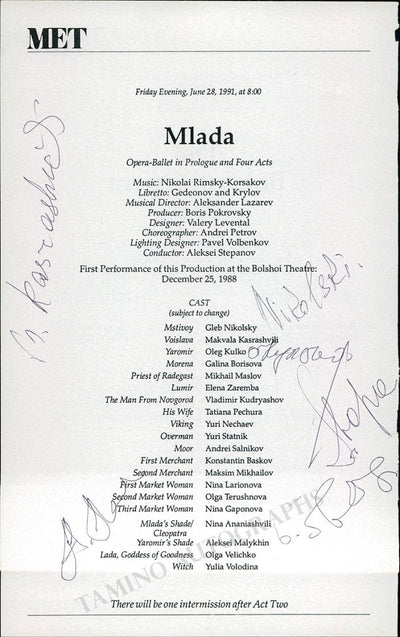 MET
Friday Evening, June 28, 1991, at 8:00
Mlada
Opera-Ballet in Prologue and Four Acts
Music: Nikolai Rimsky-Korsakov
Libretto: Gedeonov and Krylov
Musical Director: Aleksander Lazarev
Producer: Boris Pokrovsky
Designer: Valery Levental
Choreographer: Andrei Petrov
Lighting Designer: Pavel Volbenkov
Conductor: Aleksei Stepanov
First Performance of this Production at the Bolshoi Theatre:
December 25, 1988
CAST
(subject to change)
Mstivoy Gleb Nikolsky
Voislava Makvala Kasrashvili
Yaromir Oleg Kulko
Morena Galina Borisova
Priest of Radegast Mikhail Maslov
Lumir Elena Zaremba
The Man From Novgorod Vladimir Kudryashov
His Wife Tatiana Pechura
Viking Yuri Nechaev
Overman Yuri Statnik
Moor Andrei Salnikov
First Merchant Konstantin Baskov
Second Merchant Maksim Mikhailov
First Market Woman Nina Larionova
Second Market Woman Olga Terushnova
Third Market Woman Nina Gaponova
Mlada's Shade/ Nina Ananiashvili
Cleopatra
Yaromir's Shade Aleksei Malykhin
Lada, Goddess of Goodness Olga Velichko
Witch Yulia Volodina
There will be one intermission after Act Two
TAMINO AUTOGRAPHS